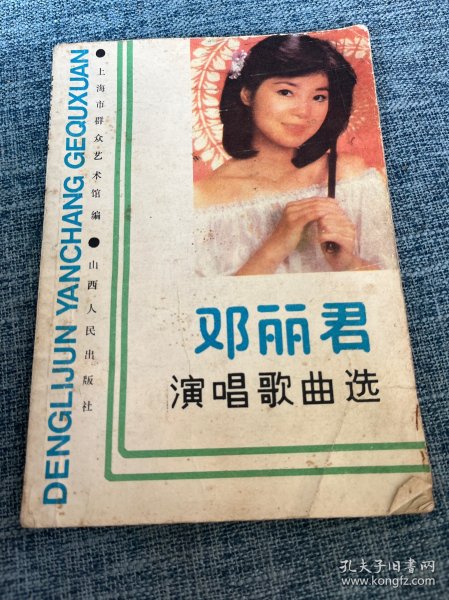 DENGLIJUN YANCHANG GEQUXUAN
●上海市群众艺术馆编●山西人民出版社
邓丽君
演唱歌曲选
孔夫子旧书网
www.kongfz.com